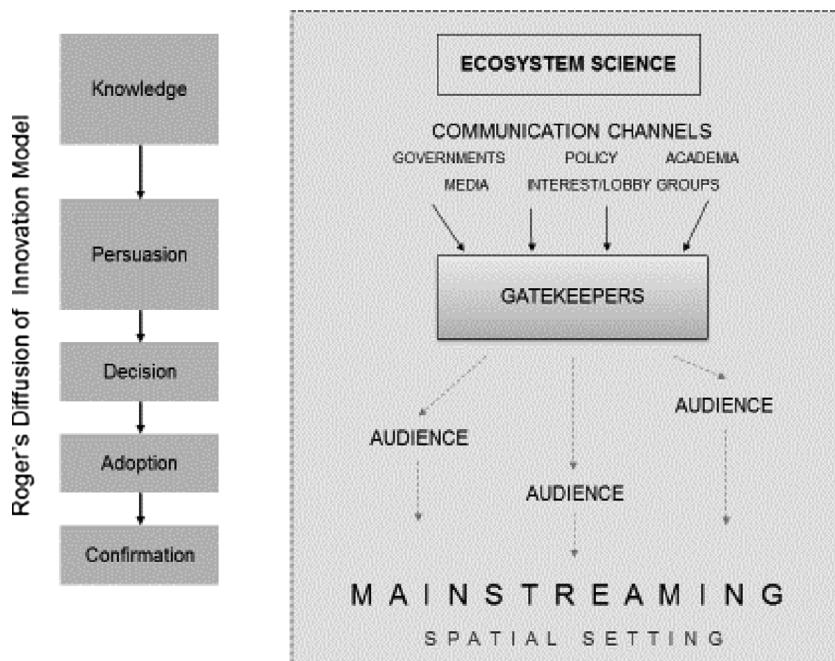 Roger's Diffusion of Innovation Model
Knowledge
Persuasion
Decision
Adoption
Confirmation
ECOSYSTEM SCIENCE
COMMUNICATION CHANNELS
GOVERNMENTS POLICY ACADEMIA
MEDIA INTEREST/LOBBY GROUPS
GATEKEEPERS
AUDIENCE
AUDIENCE
AUDIENCE
MAINSTREAMING
SPATIAL SETTING